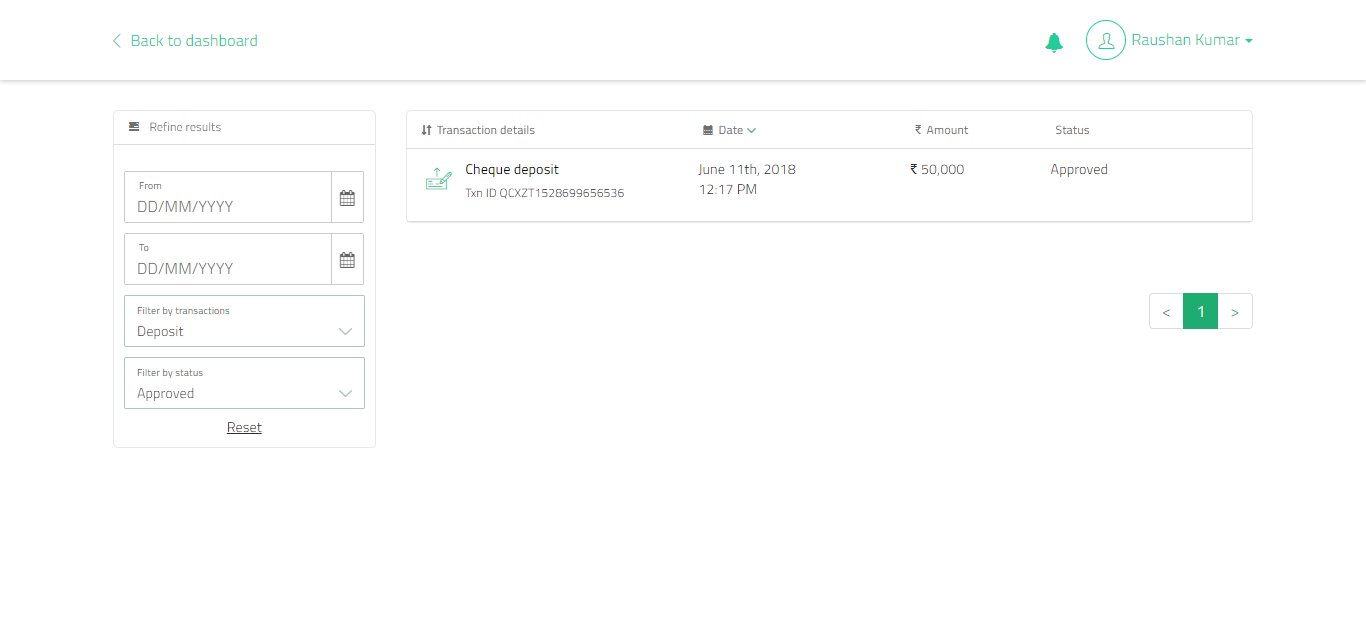 Back to dashboard
Raushan Kumar
Refine results
From
DD/MM/YYYY
To
DD/MM/YYYY
Filter by transactions
Deposit
Filter by status
Approved
Reset
Transaction details Date ₹ Amount Status
Cheque deposit June 11th, 2018 ₹ 50,000 Approved
Txn ID QCXZT1528699656536 12:17 PM
< 1 >